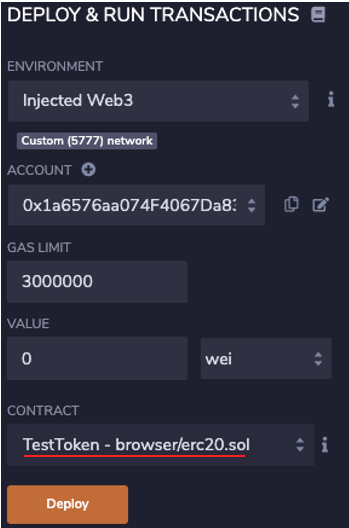 DEPLOY & RUN TRANSACTIONS
ENVIRONMENT
Injected Web3
Custom (5777) network
ACCOUNT
0x1a6576aa074F4067Da83
GAS LIMIT
3000000
VALUE
0 wei
CONTRACT
TestToken - browser/erc20.sol
Deploy